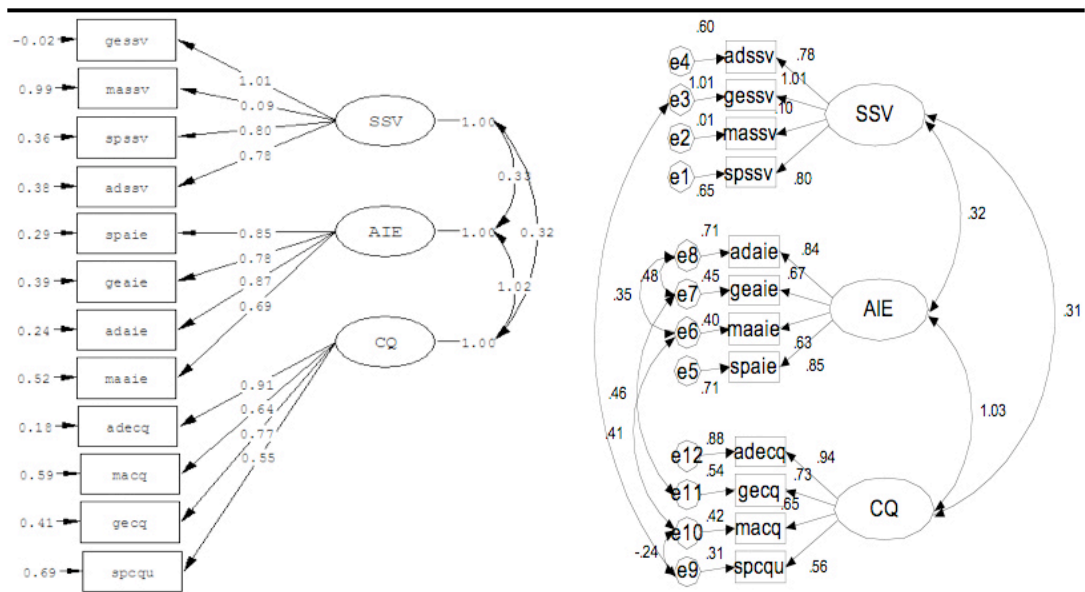 -0.02 gessv
0.99 massv
0.36 spssv
0.38 adssv
0.29 spaie
0.39 geaie
0.24 adaie
0.52 maaie
0.18 adecq
0.59 macq
0.41 gecq
0.69 spcqu
1.01
0.09
0.80
0.78
0.85
0.78
0.87
0.69
0.91
0.64
0.77
0.55
SSV 1.00
AIE 1.00
CQ 1.00
0.33
0.32
1.02
.60
e4 adssv .78
1.01 1.01
e3 gessv .10
.01
e2 massv
e1 spssv .80
.65
SSV
.32
.31
.71
e8 adaie .84
.48 .45 .67
e7 geaie
.35 .40
e6 maaie .63
e5 spaie .85
.71
AIE
.46
.41
1.03
.88
e12 adecq .94
.54 .73
e11 gecq .65
.42
e10 macq
-.24 .31
e9 spcqu .56
CQ